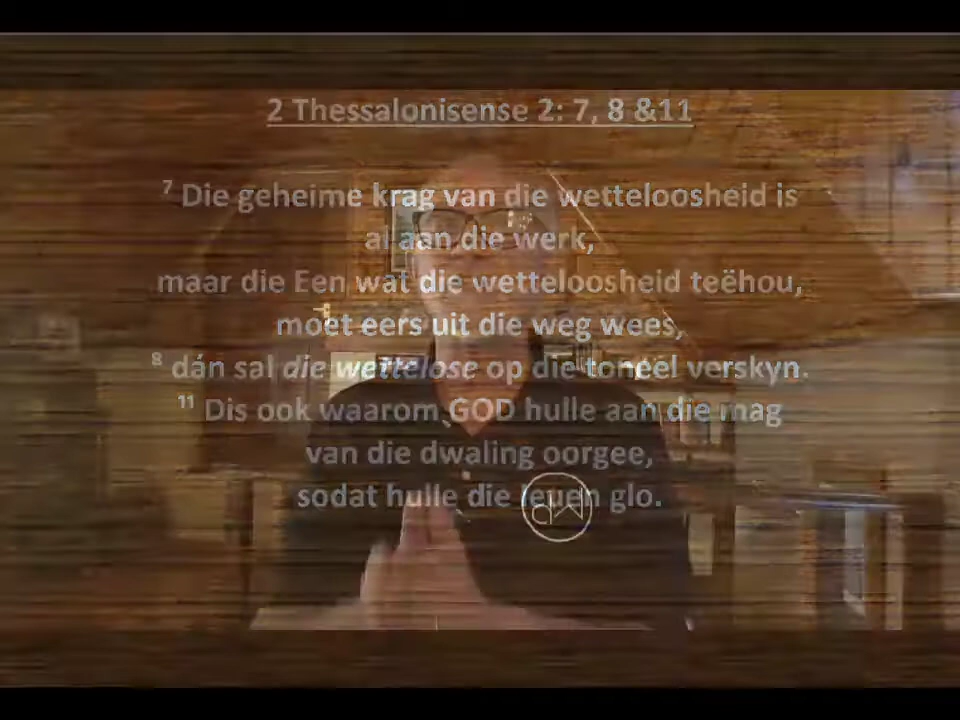 2 Thessalonisense 2: 7, 8 &11
⁷ Die geheime krag van die wetteloosheid is
al aan die werk,
maar die Een wat die wetteloosheid teëhou,
moet eers uit die weg wees,
⁸ dán sal die wettelose op die toneel verskyn.
¹¹ Dis ook waarom GOD hulle aan die mag
van die dwaling oorgee,
sodat hulle die leuen glo.